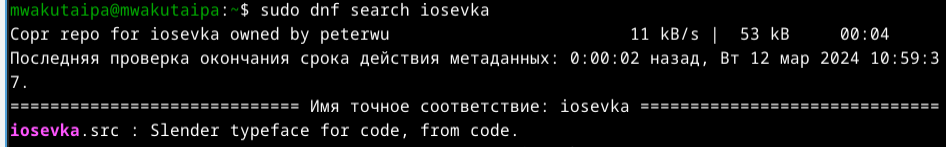 mwakutaipa@mwakutaipa:~$ sudo dnf search iosevka
Copr repo for iosevka owned by peterwu 11 kB/s | 53 kB 00:04
Последняя проверка окончания срока действия метаданных: 0:00:02 назад, Вт 12 мар 2024 10:59:3
7.
============================= Имя точное соответствие: iosevka ==============================
iosevka.src : Slender typeface for code, from code.